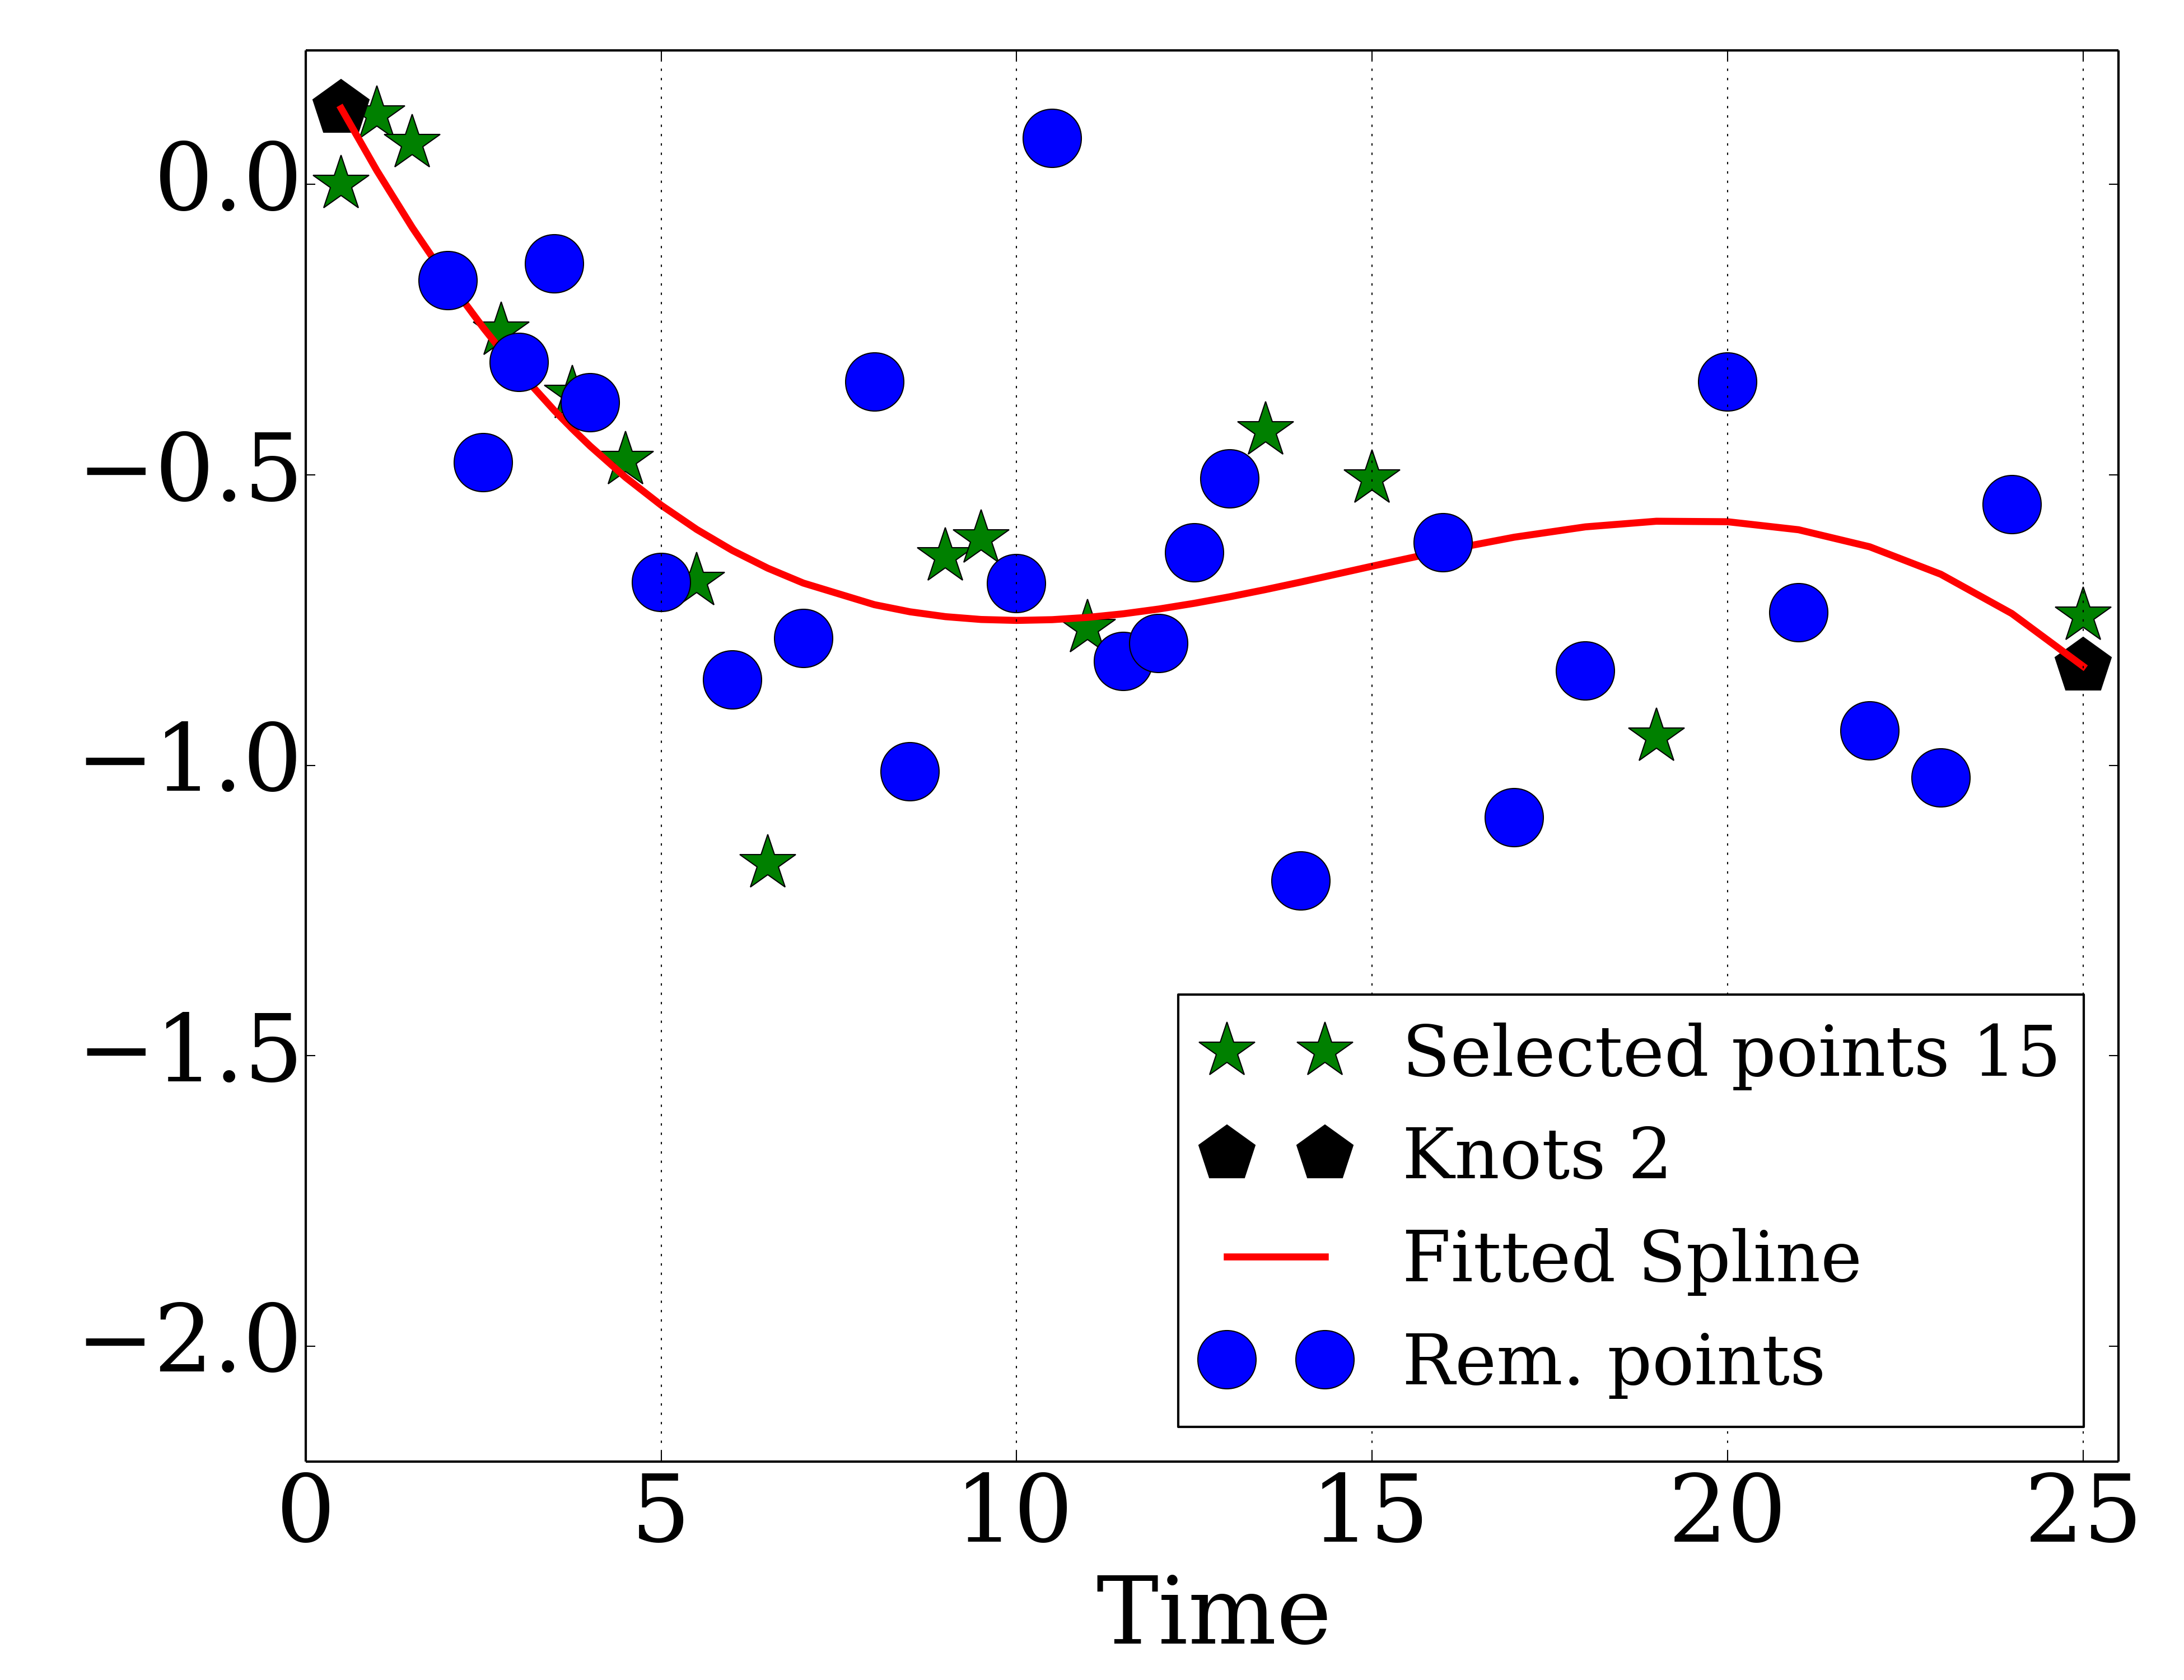 0.0
−0.5
−1.0
−1.5
−2.0
Selected points 15
Knots 2
Fitted Spline
Rem. points
0 5 10 15 20 25
Time